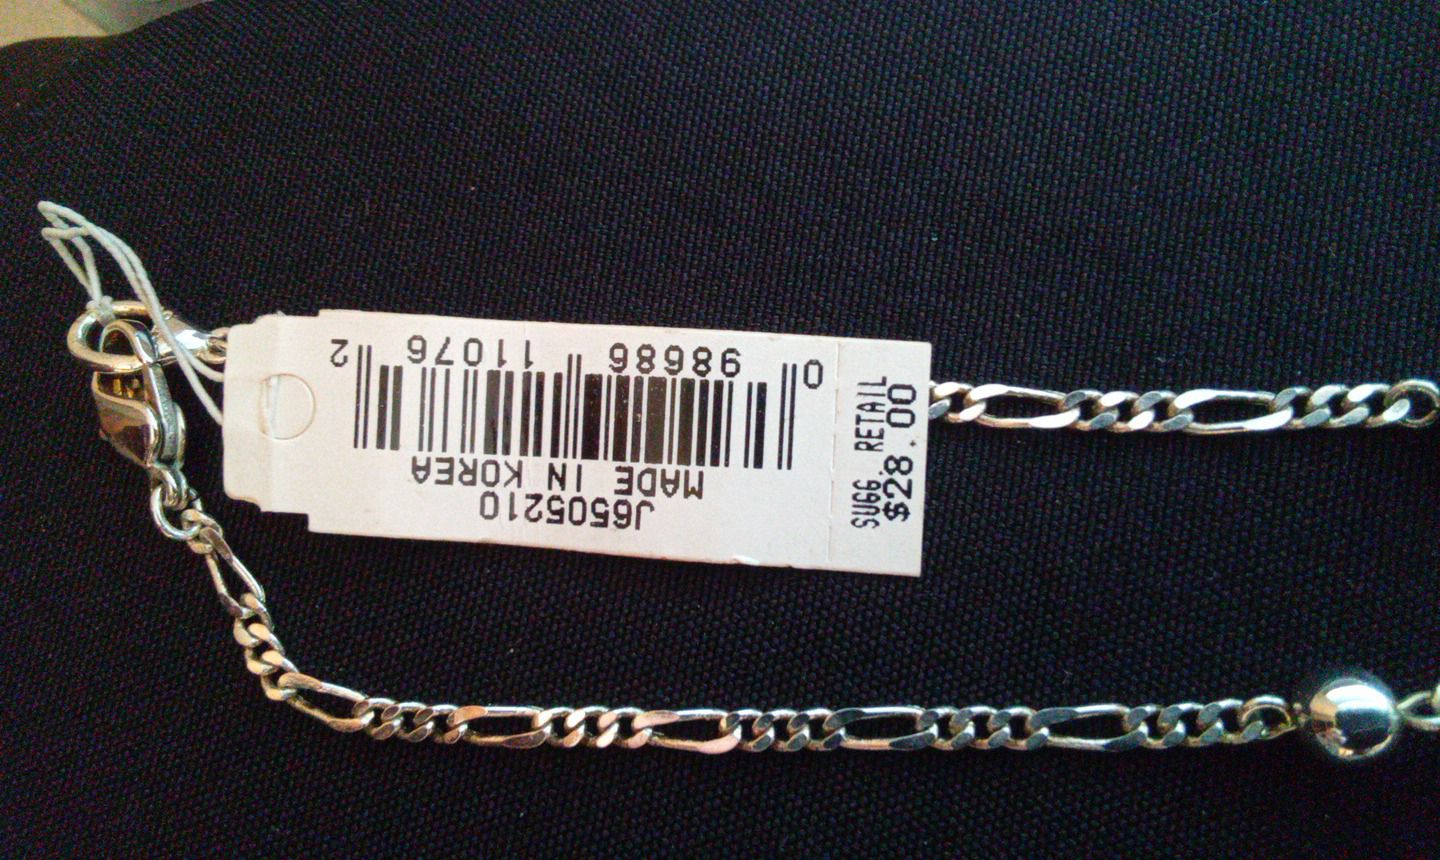 J6505210
MADE IN KOREA
0 98686 11076 2
SUGG. RETAIL
$28.00